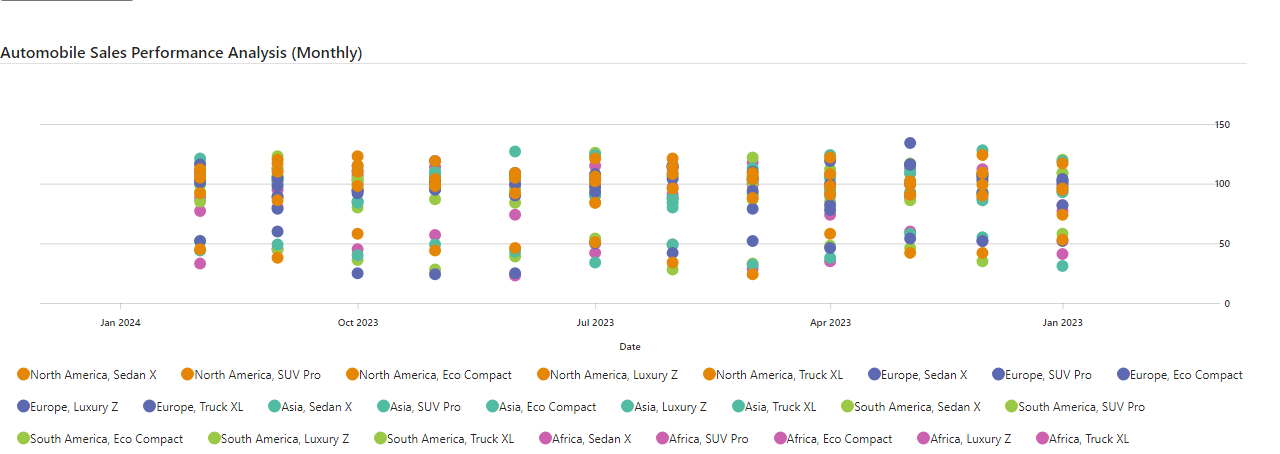 Automobile Sales Performance Analysis (Monthly)
150
100
50
0
Jan 2024 Oct 2023 Jul 2023 Apr 2023 Jan 2023
Date
North America, Sedan X North America, SUV Pro North America, Eco Compact North America, Luxury Z North America, Truck XL Europe, Sedan X Europe, SUV Pro Europe, Eco Compact
Europe, Luxury Z Europe, Truck XL Asia, Sedan X Asia, SUV Pro Asia, Eco Compact Asia, Luxury Z Asia, Truck XL South America, Sedan X South America, SUV Pro
South America, Eco Compact South America, Luxury Z South America, Truck XL Africa, Sedan X Africa, SUV Pro Africa, Eco Compact Africa, Luxury Z Africa, Truck XL